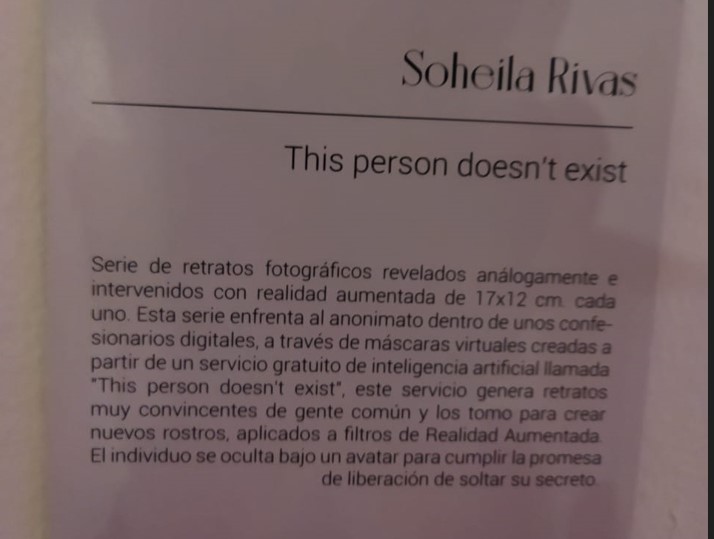 Soheila Rivas
This person doesn't exist
Serie de retratos fotográficos revelados análogamente e
intervenidos con realidad aumentada de 17x12 cm. cada
uno. Esta serie enfrenta al anonimato dentro de unos confe-
sionarios digitales, a través de máscaras virtuales creadas a
partir de un servicio gratuito de inteligencia artificial llamada
"This person doesn't exist", este servicio genera retratos
muy convincentes de gente común y los tomo para crear
nuevos rostros, aplicados a filtros de Realidad Aumentada.
El individuo se oculta bajo un avatar para cumplir la promesa
de liberación de soltar su secreto.